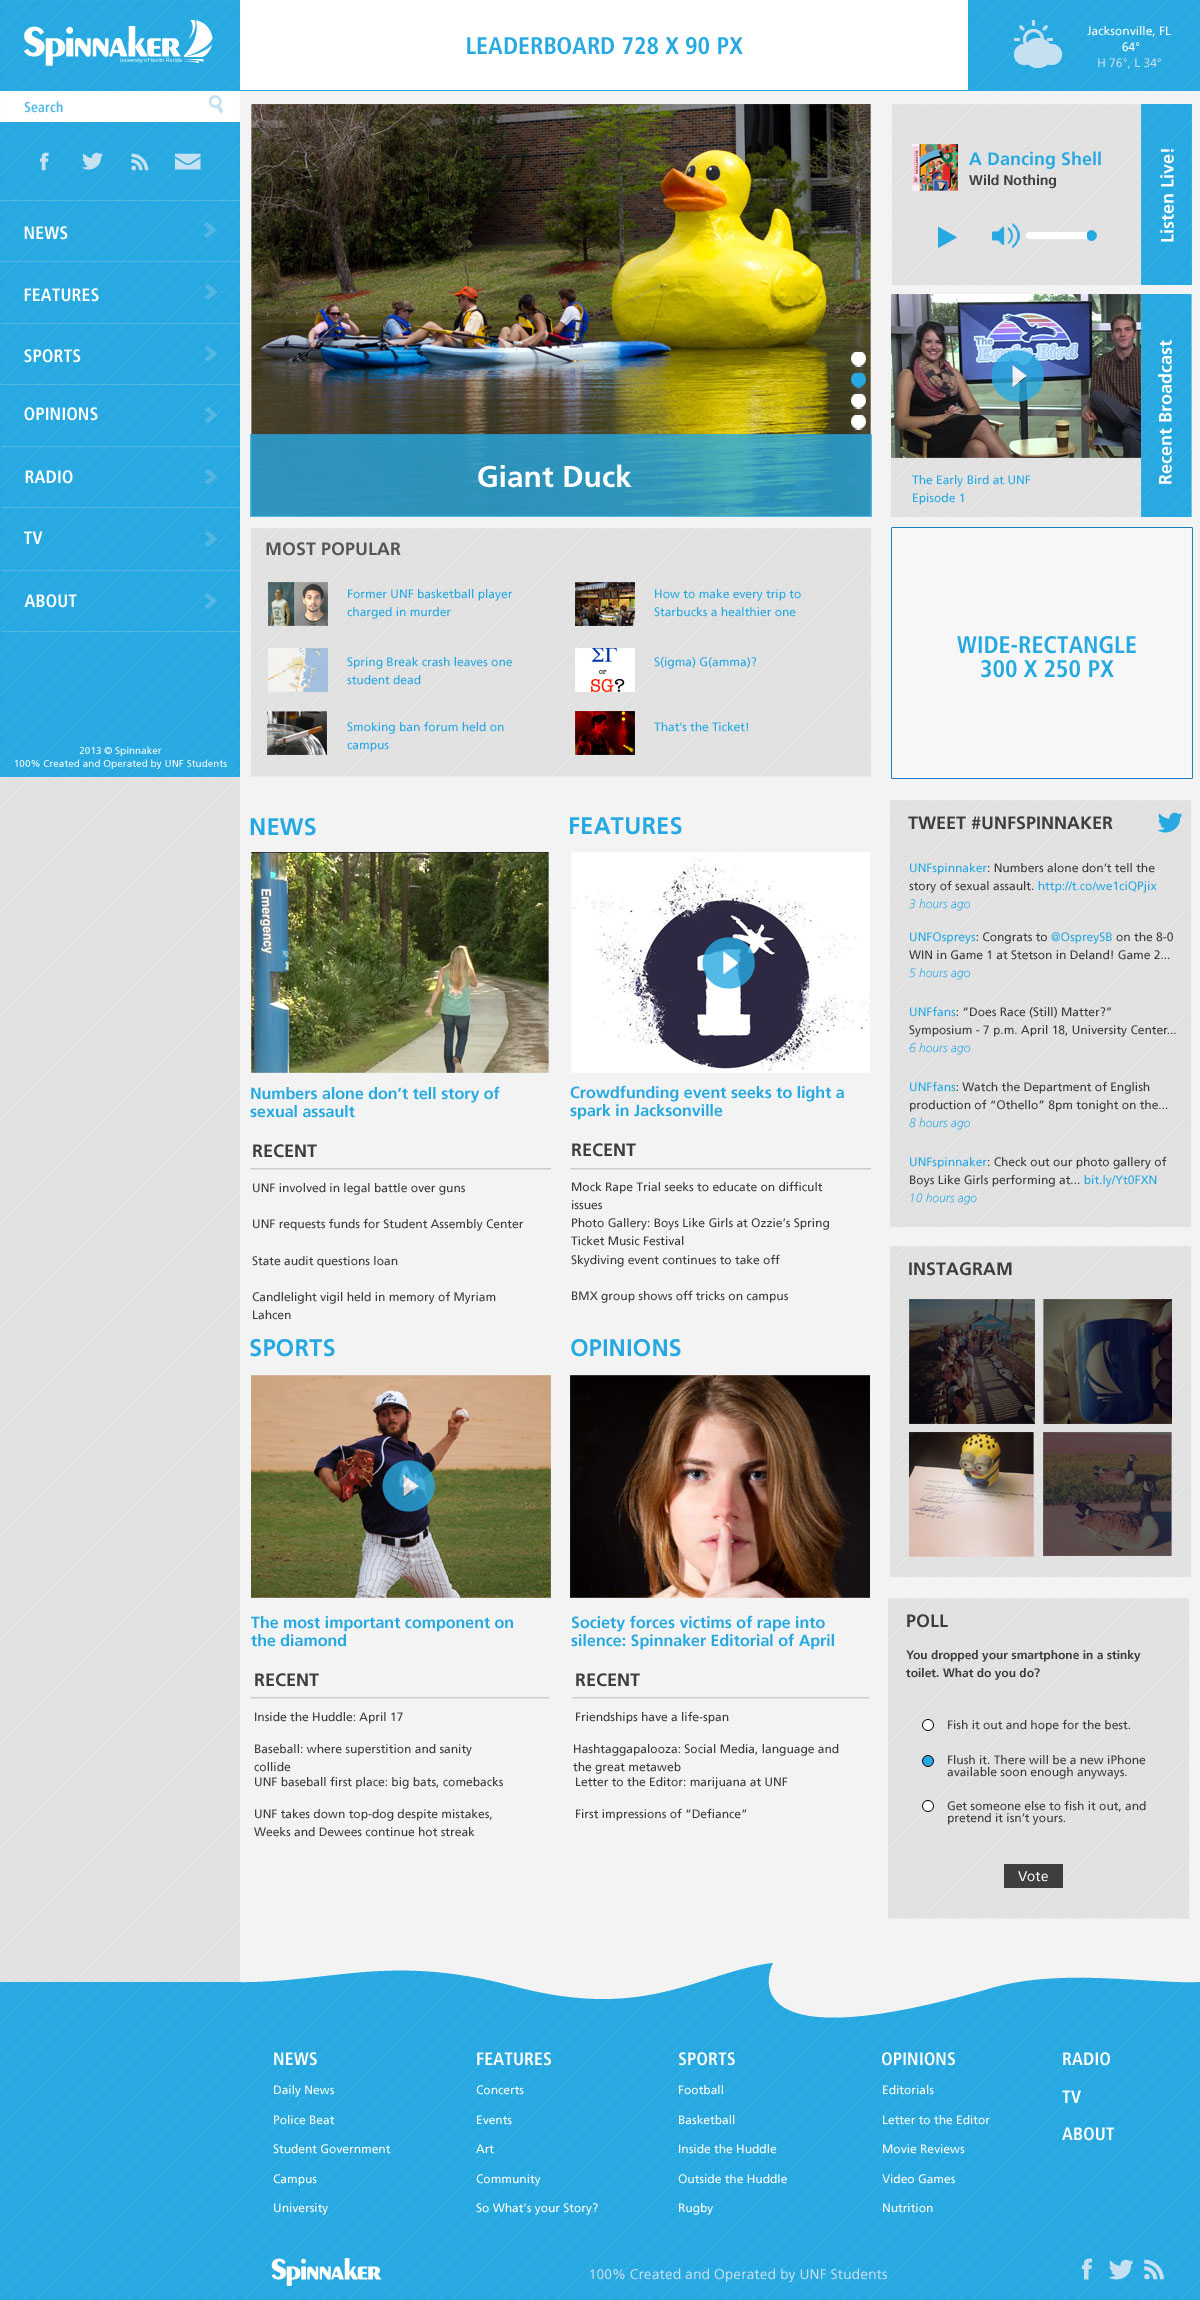 Spinnaker
University of North Florida
LEADERBOARD 728 X 90 PX
Jacksonville, FL
64°
H 76°, L 34°
Search
NEWS
FEATURES
SPORTS
OPINIONS
RADIO
TV
ABOUT
2013 © Spinnaker
100% Created and Operated by UNF Students
Giant Duck
A Dancing Shell
Wild Nothing
Listen Live!
The
Early Bird
Recent Broadcast
The Early Bird at UNF
Episode 1
MOST POPULAR
Former UNF basketball player
charged in murder
Spring Break crash leaves one
student dead
Smoking ban forum held on
campus
How to make every trip to
Starbucks a healthier one
ΣΓ
or
SG?
S(igma) G(amma)?
That's the Ticket!
WIDE-RECTANGLE
300 X 250 PX
NEWS
Emergency
Numbers alone don't tell story of
sexual assault
RECENT
UNF involved in legal battle over guns
UNF requests funds for Student Assembly Center
State audit questions loan
Candlelight vigil held in memory of Myriam
Lahcen
FEATURES
1
Crowdfunding event seeks to light a
spark in Jacksonville
RECENT
Mock Rape Trial seeks to educate on difficult
issues
Photo Gallery: Boys Like Girls at Ozzie's Spring
Ticket Music Festival
Skydiving event continues to take off
BMX group shows off tricks on campus
SPORTS
The most important component on
the diamond
RECENT
Inside the Huddle: April 17
Baseball: where superstition and sanity
collide
UNF baseball first place: big bats, comebacks
UNF takes down top-dog despite mistakes,
Weeks and Dewees continue hot streak
OPINIONS
Society forces victims of rape into
silence: Spinnaker Editorial of April
RECENT
Friendships have a life-span
Hashtaggapalooza: Social Media, language and
the great metaweb
Letter to the Editor: marijuana at UNF
First impressions of "Defiance"
TWEET #UNFSPINNAKER
UNFspinnaker: Numbers alone don't tell the
story of sexual assault. http://t.co/we1ciQPjix
3 hours ago
UNFOspreys: Congrats to @OspreySB on the 8-0
WIN in Game 1 at Stetson in Deland! Game 2...
5 hours ago
UNFfans: "Does Race (Still) Matter?"
Symposium - 7 p.m. April 18, University Center...
6 hours ago
UNFfans: Watch the Department of English
production of "Othello" 8pm tonight on the...
8 hours ago
UNFspinnaker: Check out our photo gallery of
Boys Like Girls performing at... bit.ly/Yt0FXN
10 hours ago
INSTAGRAM
POLL
You dropped your smartphone in a stinky
toilet. What do you do?
Fish it out and hope for the best.
Flush it. There will be a new iPhone
available soon enough anyways.
Get someone else to fish it out, and
pretend it isn't yours.
Vote
NEWS
Daily News
Police Beat
Student Government
Campus
University
FEATURES
Concerts
Events
Art
Community
So What's your Story?
SPORTS
Football
Basketball
Inside the Huddle
Outside the Huddle
Rugby
OPINIONS
Editorials
Letter to the Editor
Movie Reviews
Video Games
Nutrition
RADIO
TV
ABOUT
Spinnaker
100% Created and Operated by UNF Students